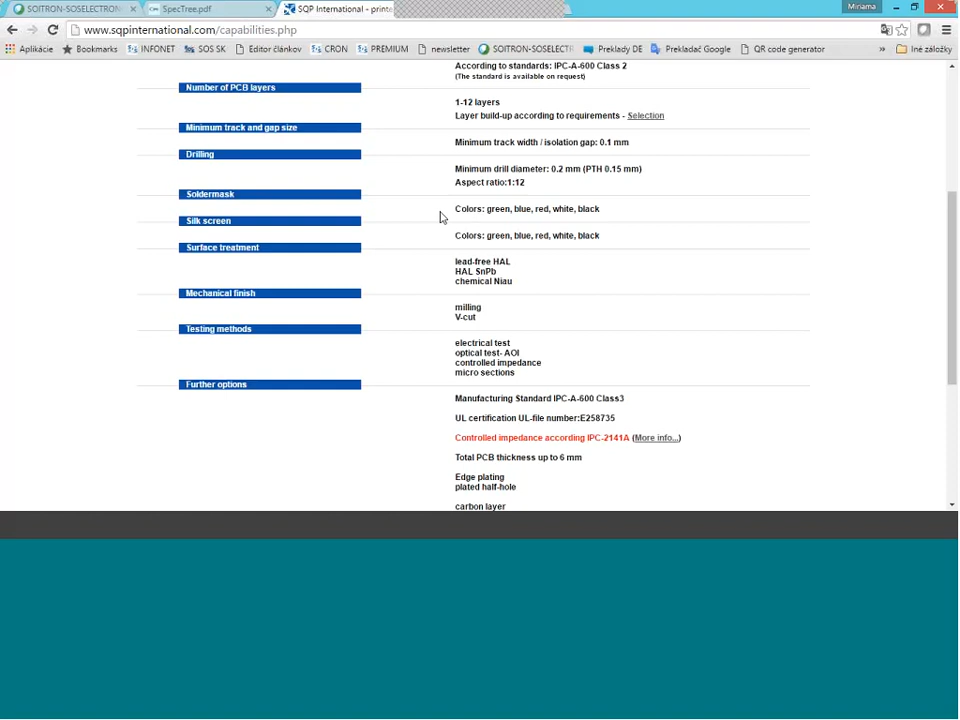 SOITRON-SOSELECTRON
SpecTree.pdf
SQP International - printe
Miriama
www.sqpinternational.com/capabilities.php
Aplikácie
Bookmarks
INFONET
SOS SK
Editor článkov
CRON
PREMIUM
newsletter
SOITRON-SOSELECTR
Preklady DE
Prekladač Google
QR code generator
»
Iné záložky
According to standards: IPC-A-600 Class 2
(The standard is available on request)
Number of PCB layers
1-12 layers
Layer build-up according to requirements - Selection
Minimum track and gap size
Minimum track width / isolation gap: 0.1 mm
Drilling
Minimum drill diameter: 0.2 mm (PTH 0.15 mm)
Aspect ratio:1:12
Soldermask
Colors: green, blue, red, white, black
Silk screen
Colors: green, blue, red, white, black
Surface treatment
lead-free HAL
HAL SnPb
chemical Niau
Mechanical finish
milling
V-cut
Testing methods
electrical test
optical test- AOI
controlled impedance
micro sections
Further options
Manufacturing Standard IPC-A-600 Class3
UL certification UL-file number:E258735
Controlled impedance according IPC-2141A (More info...)
Total PCB thickness up to 6 mm
Edge plating
plated half-hole
carbon layer